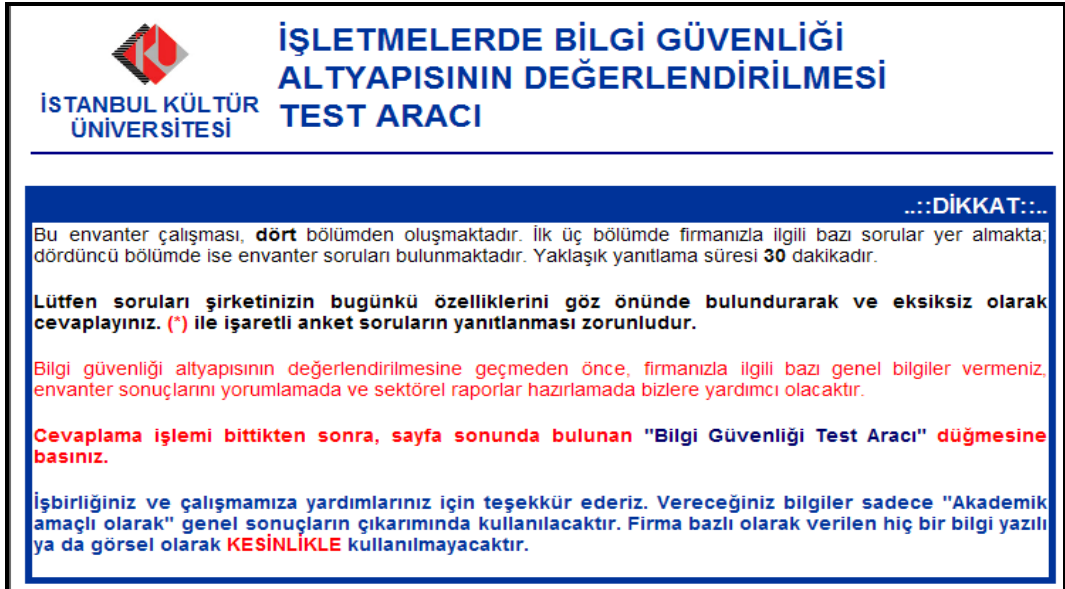 İSTANBUL KÜLTÜR
ÜNİVERSİTESİ
İŞLETMELERDE BİLGİ GÜVENLİĞİ
ALTYAPISININ DEĞERLENDİRİLMESİ
TEST ARACI
..::DİKKAT::..
Bu envanter çalışması, dört bölümden oluşmaktadır. İlk üç bölümde firmanızla ilgili bazı sorular yer almakta;
dördüncü bölümde ise envanter soruları bulunmaktadır. Yaklaşık yanıtlama süresi 30 dakikadır.
Lütfen soruları şirketinizin bugünkü özelliklerini göz önünde bulundurarak ve eksiksiz olarak
cevaplayınız. (*) ile işaretli anket soruların yanıtlanması zorunludur.
Bilgi güvenliği altyapısının değerlendirilmesine geçmeden önce, firmanızla ilgili bazı genel bilgiler vermeniz,
envanter sonuçlarını yorumlamada ve sektörel raporlar hazırlamada bizlere yardımcı olacaktır.
Cevaplama işlemi bittikten sonra, sayfa sonunda bulunan "Bilgi Güvenliği Test Aracı" düğmesine
basınız.
İşbirliğiniz ve çalışmamıza yardımlarınız için teşekkür ederiz. Vereceğiniz bilgiler sadece "Akademik
amaçlı olarak" genel sonuçların çıkarımında kullanılacaktır. Firma bazlı olarak verilen hiç bir bilgi yazılı
ya da görsel olarak KESİNLİKLE kullanılmayacaktır.